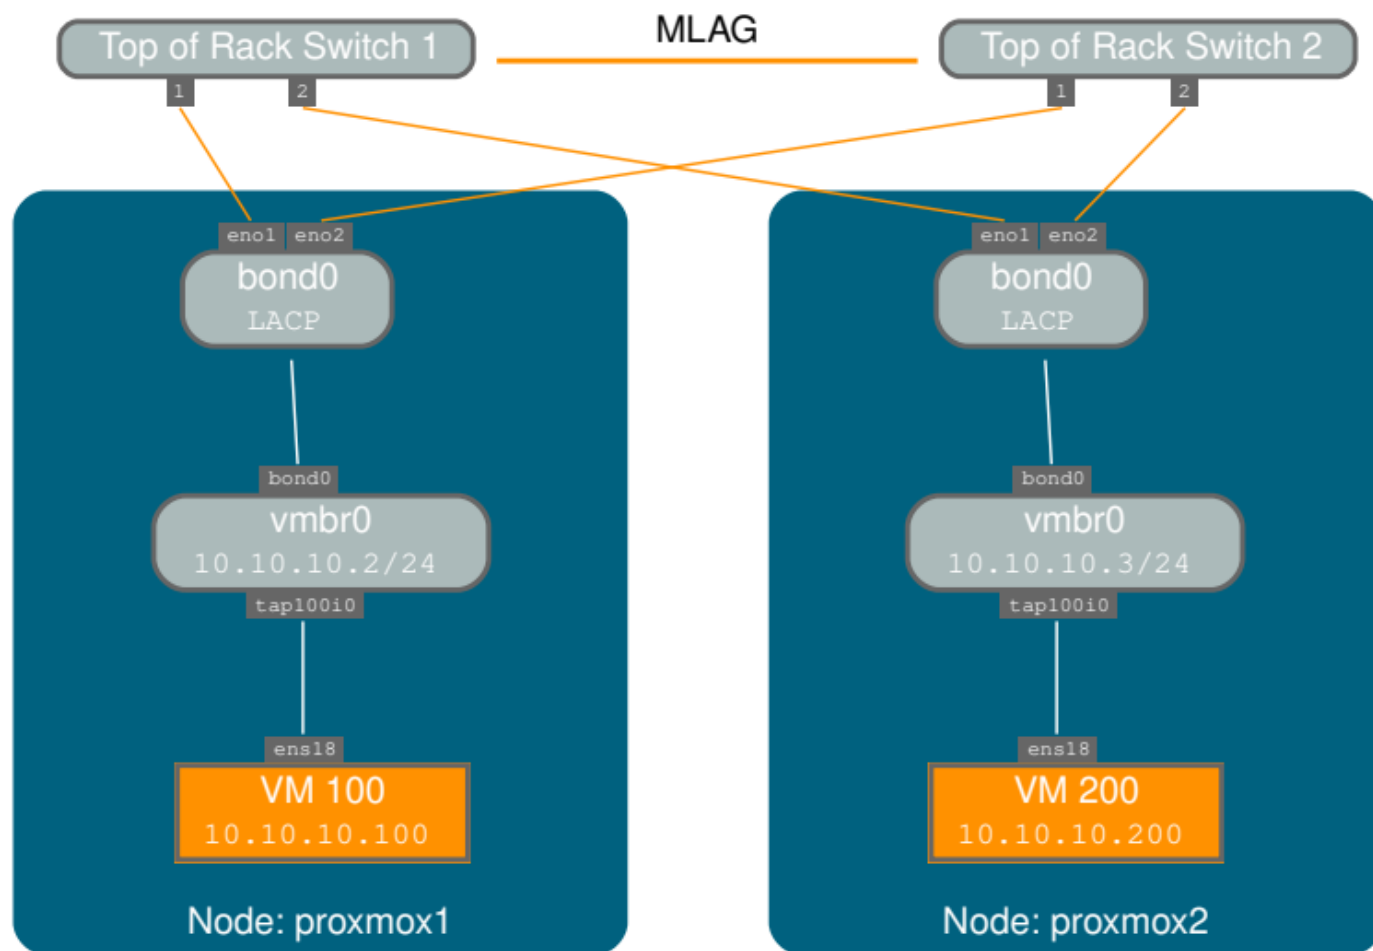 MLAG
Top of Rack Switch 1
Top of Rack Switch 2
1 2
1 2
eno1 eno2
bond0
LACP
bond0
vmbr0
10.10.10.2/24
tap100i0
ens18
VM 100
10.10.10.100
Node: proxmox1
eno1 eno2
bond0
LACP
bond0
vmbr0
10.10.10.3/24
tap100i0
ens18
VM 200
10.10.10.200
Node: proxmox2